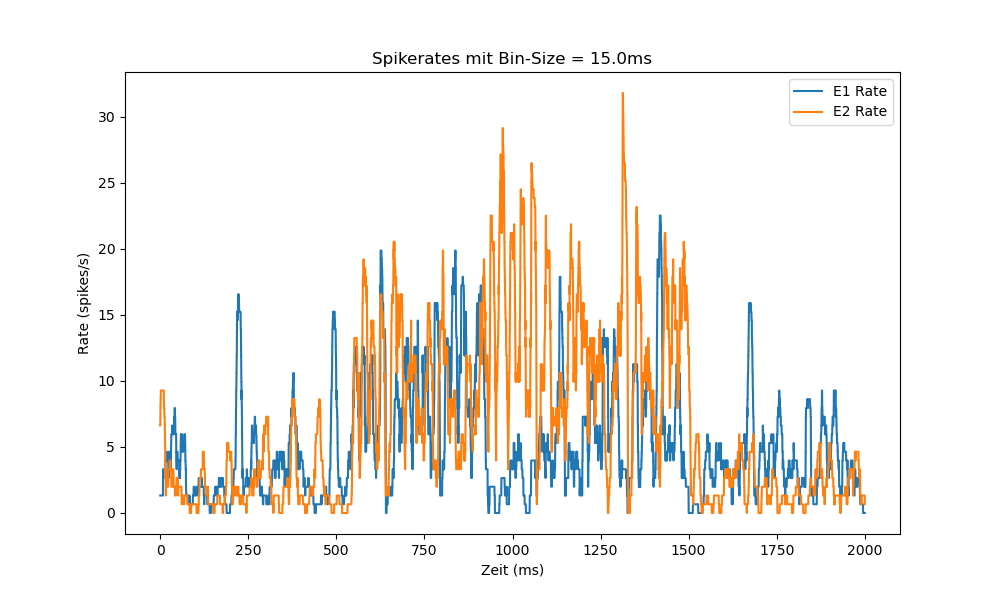 Spikerates mit Bin-Size = 15.0ms
E1 Rate
E2 Rate
30
25
20
15
10
5
0
Rate (spikes/s)
0 250 500 750 1000 1250 1500 1750 2000
Zeit (ms)